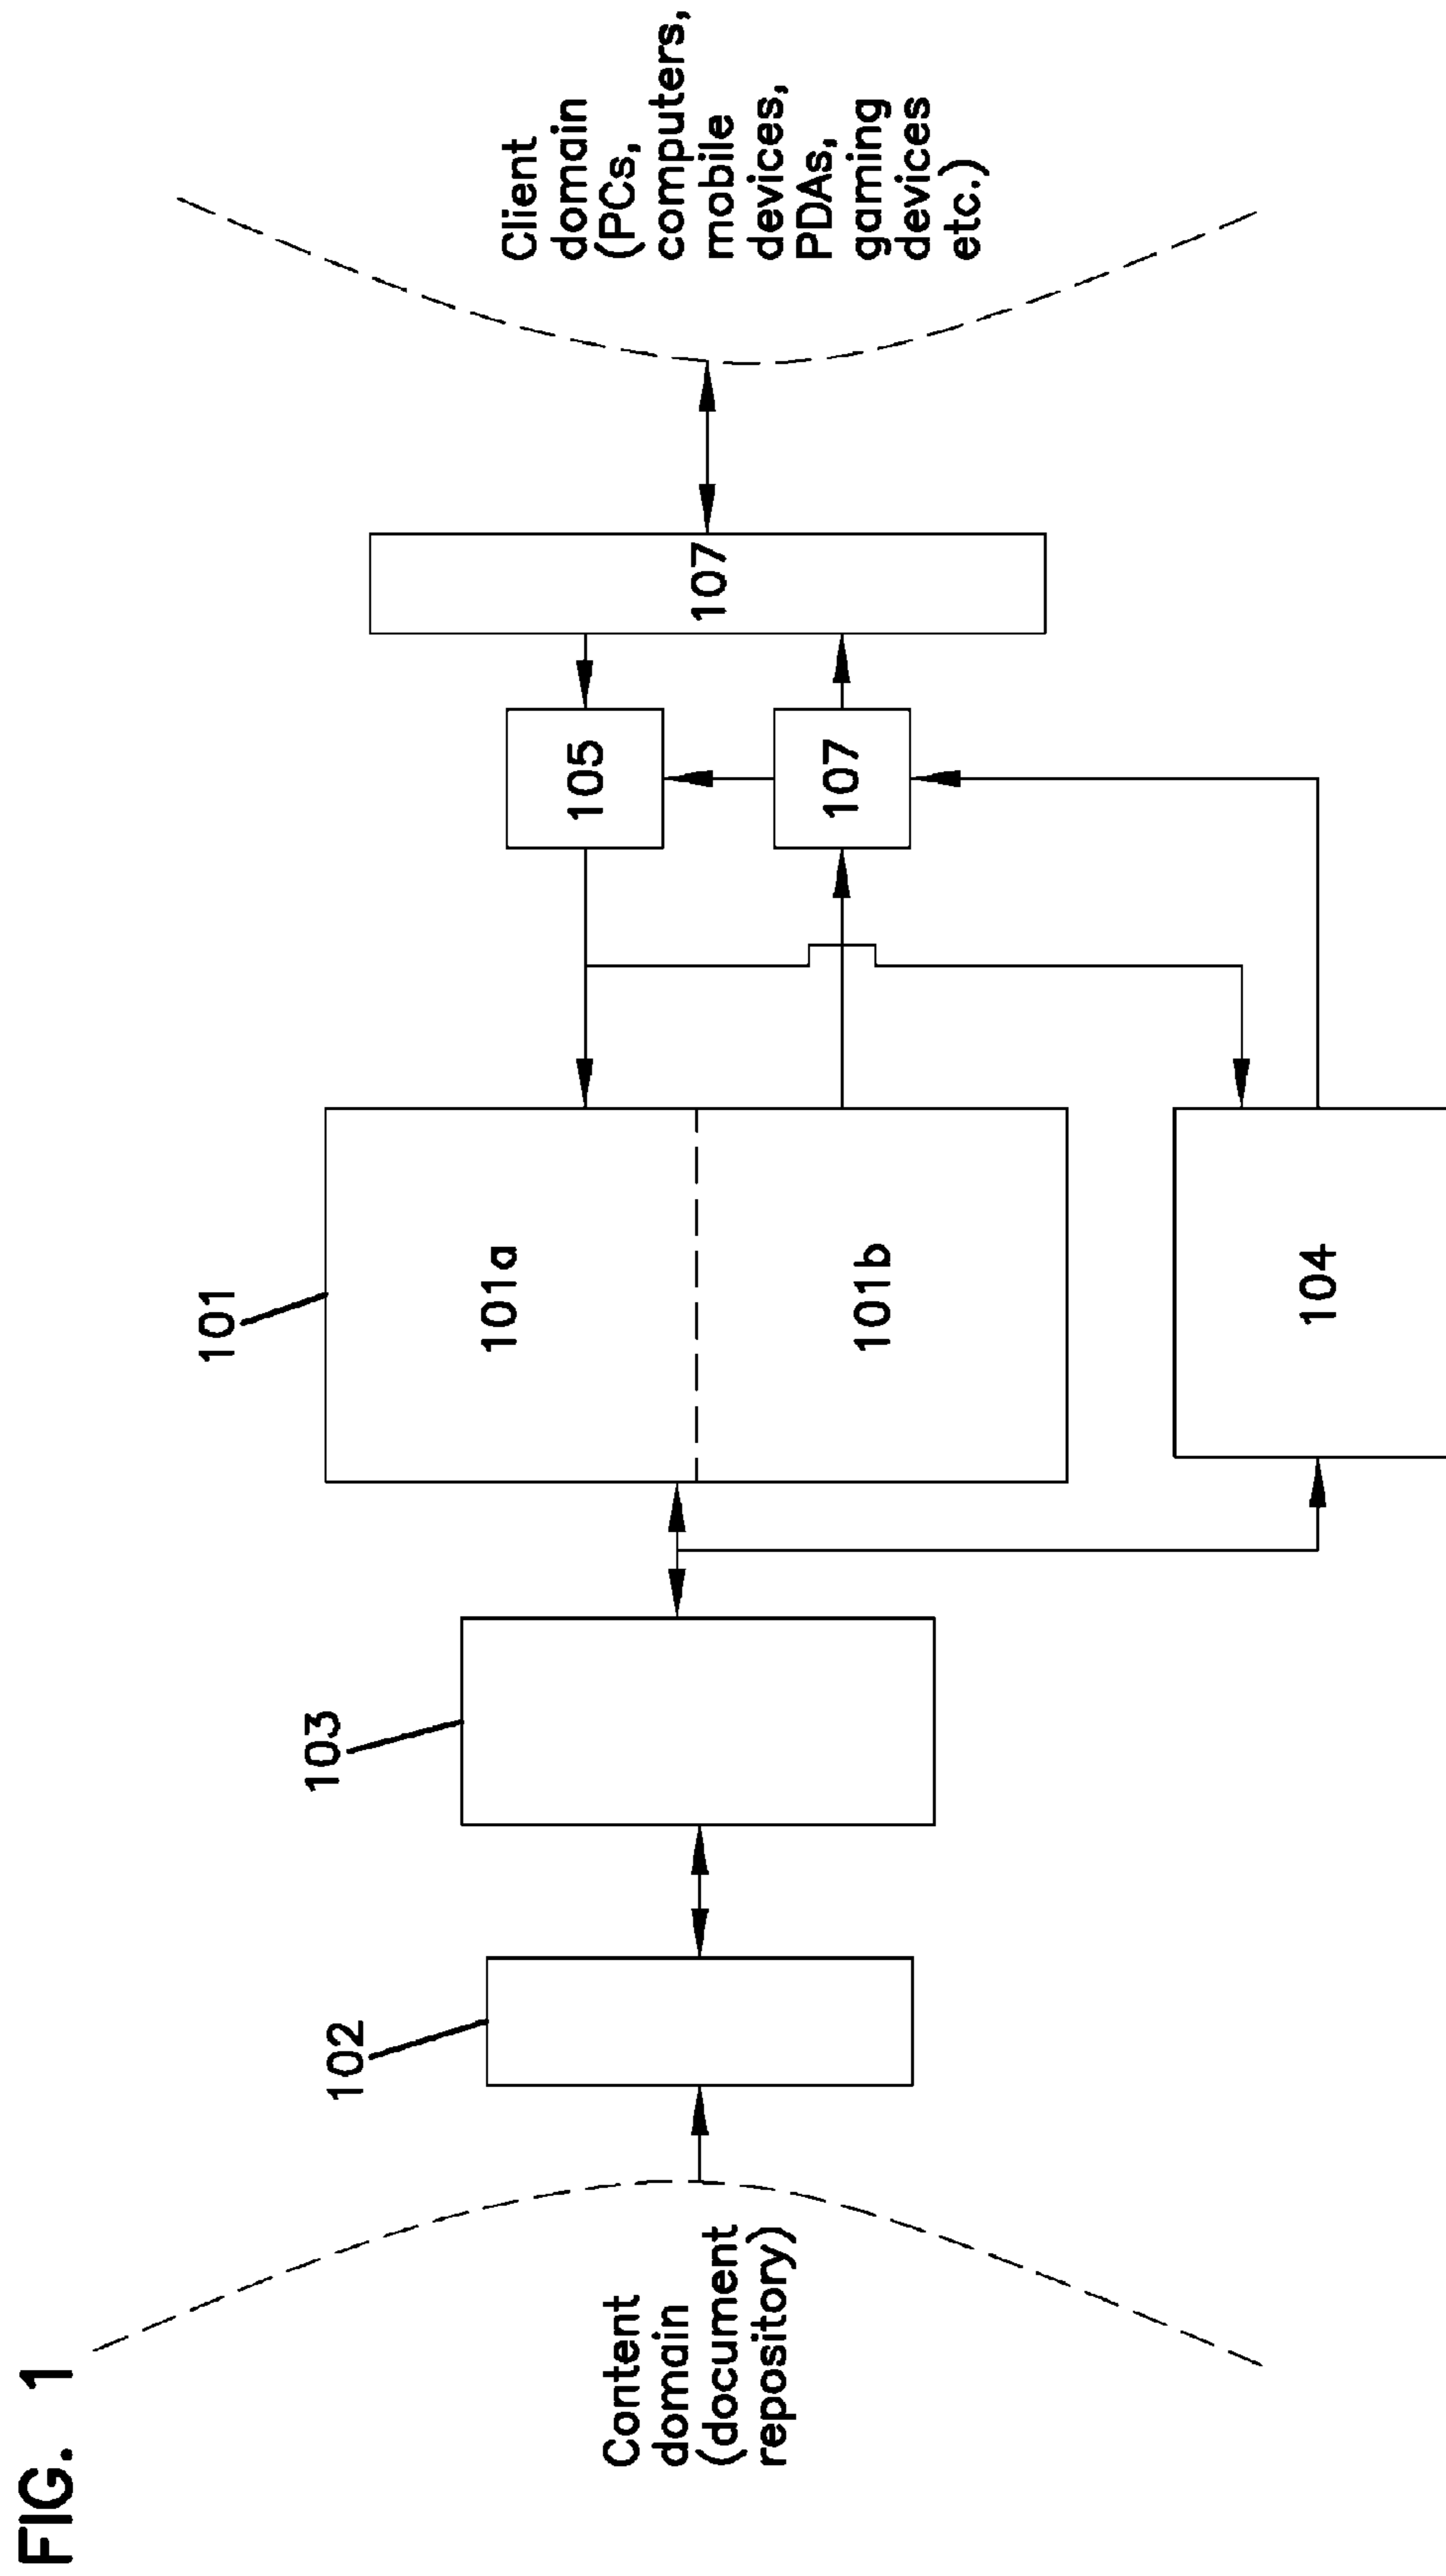 FIG. 1
Content
domain
(document
repository)
102
103
101
101a
101b
104
105
107
107
Client
domain
(PCs,
computers,
mobile
devices,
PDAs,
gaming
devices
etc.)